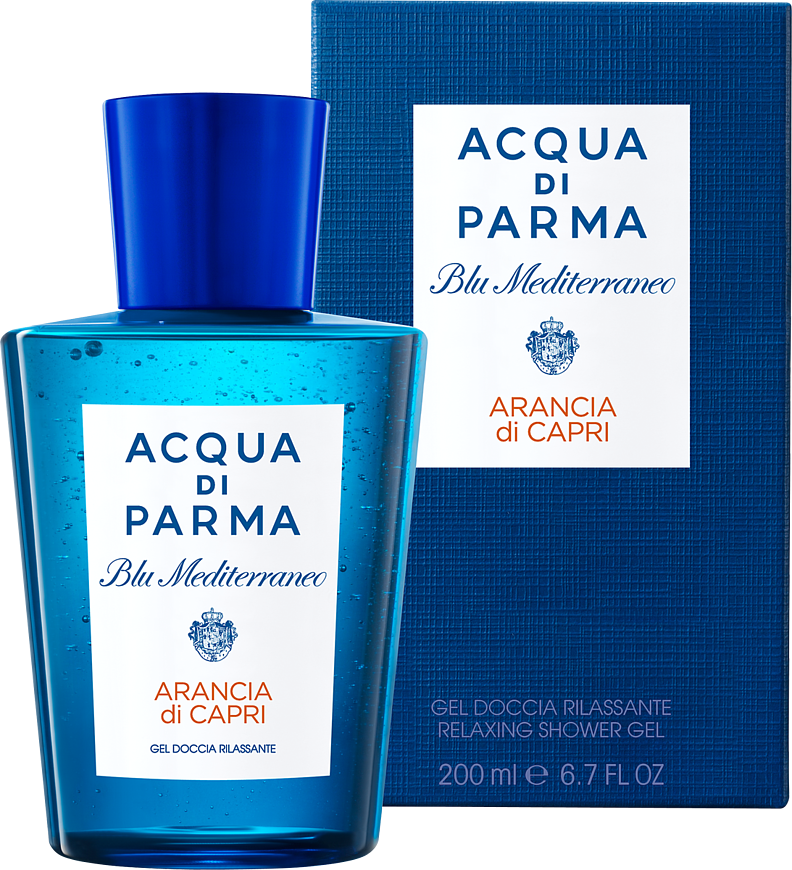 ACQUA
DI
PARMA
Blu Mediterraneo
ARANCIA
di CAPRI
GEL DOCCIA RILASSANTE
ACQUA
DI
PARMA
Blu Mediterraneo
ARANCIA
di CAPRI
GEL DOCCIA RILASSANTE
RELAXING SHOWER GEL
200 ml ℮ 6.7 FL OZ